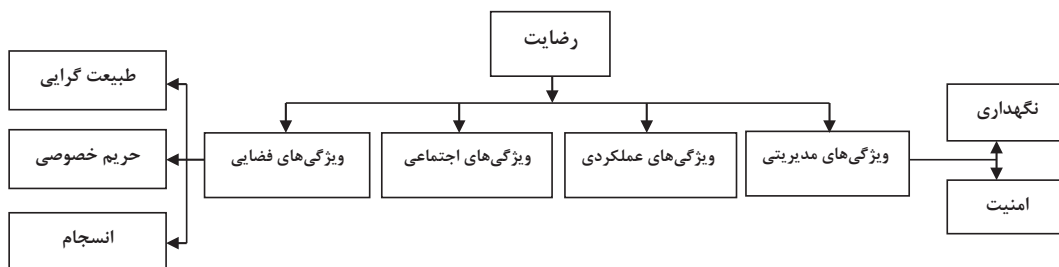 رضایت
ویژگی‌های مدیریتی
ویژگی‌های عملکردی
ویژگی‌های اجتماعی
ویژگی‌های فضایی
نگهداری
امنیت
طبیعت گرایی
حریم خصوصی
انسجام